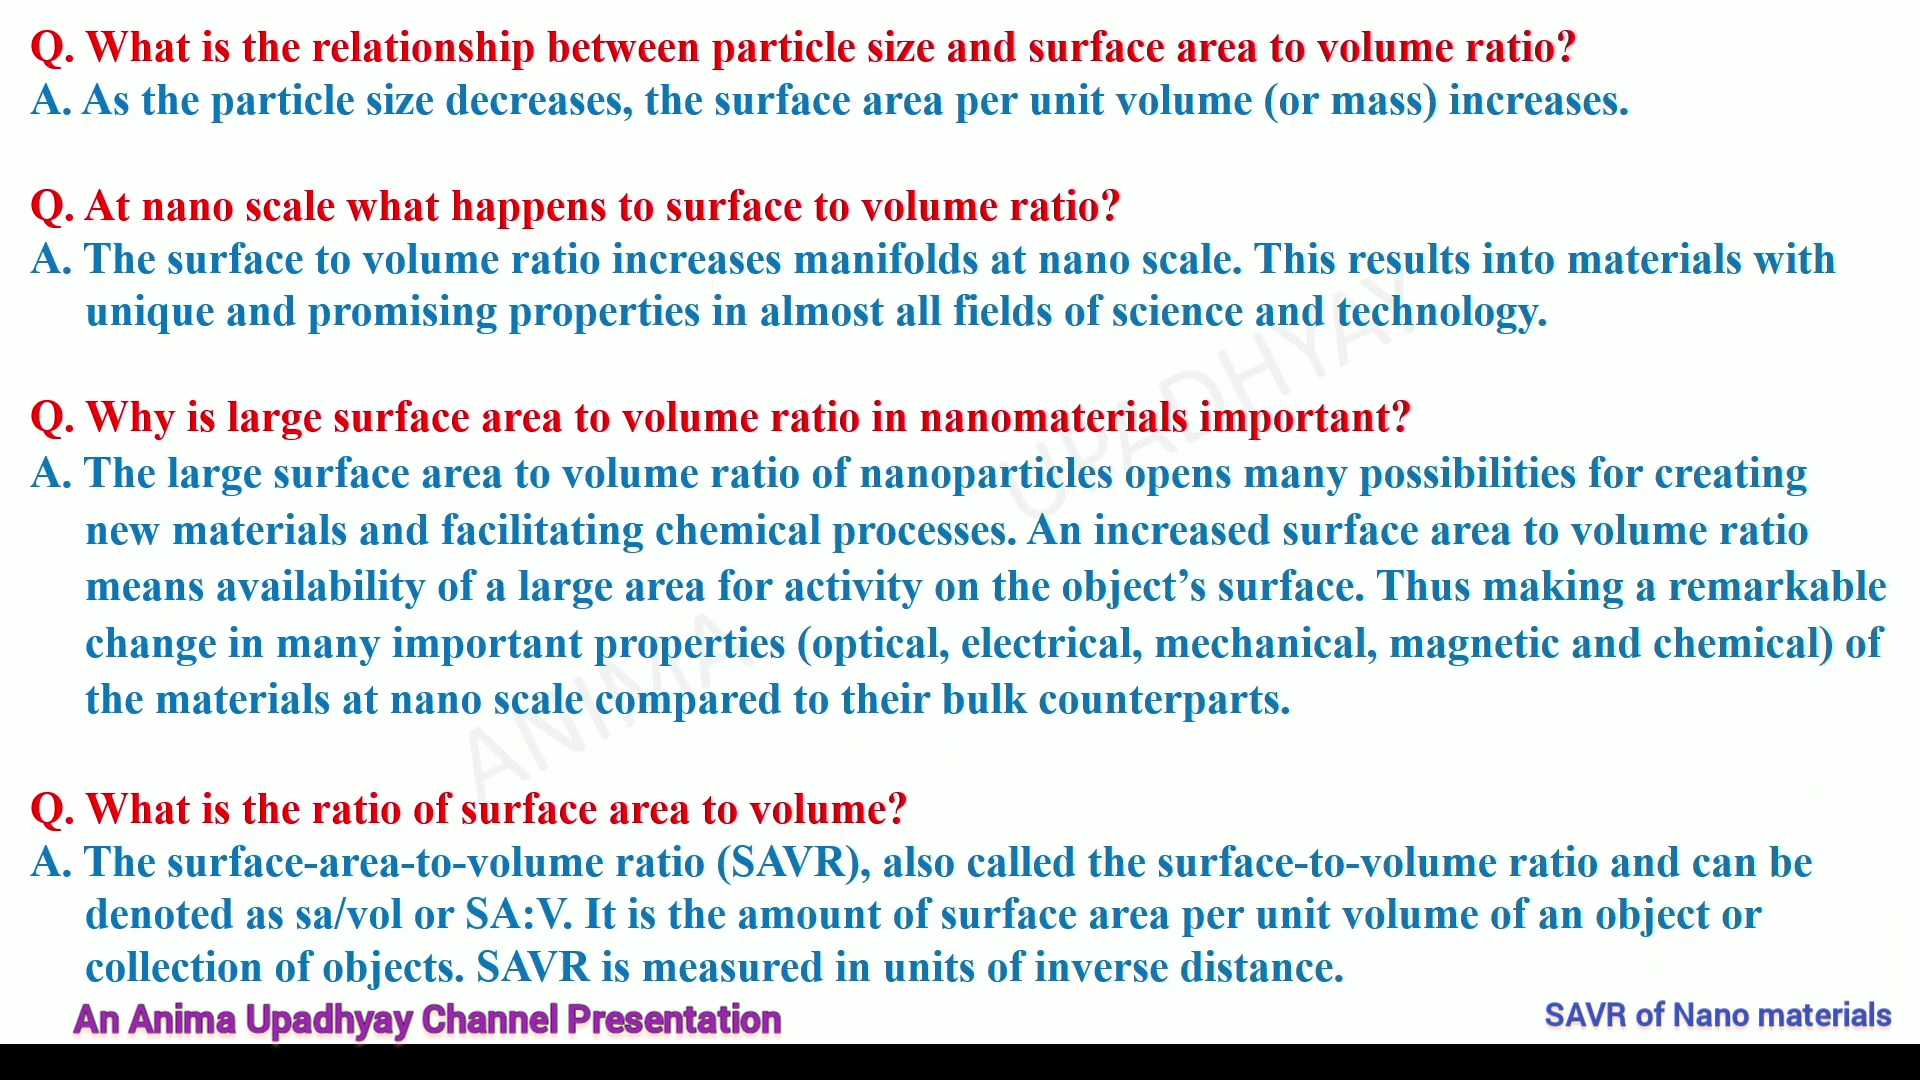 Q. What is the relationship between particle size and surface area to volume ratio?
A. As the particle size decreases, the surface area per unit volume (or mass) increases.
Q. At nano scale what happens to surface to volume ratio?
A. The surface to volume ratio increases manifolds at nano scale. This results into materials with
unique and promising properties in almost all fields of science and technology.
Q. Why is large surface area to volume ratio in nanomaterials important?
A. The large surface area to volume ratio of nanoparticles opens many possibilities for creating
new materials and facilitating chemical processes. An increased surface area to volume ratio
means availability of a large area for activity on the object’s surface. Thus making a remarkable
change in many important properties (optical, electrical, mechanical, magnetic and chemical) of
the materials at nano scale compared to their bulk counterparts.
Q. What is the ratio of surface area to volume?
A. The surface-area-to-volume ratio (SAVR), also called the surface-to-volume ratio and can be
denoted as sa/vol or SA:V. It is the amount of surface area per unit volume of an object or
collection of objects. SAVR is measured in units of inverse distance.
An Anima Upadhyay Channel Presentation
SAVR of Nano materials
ANIMA UPADHYAY